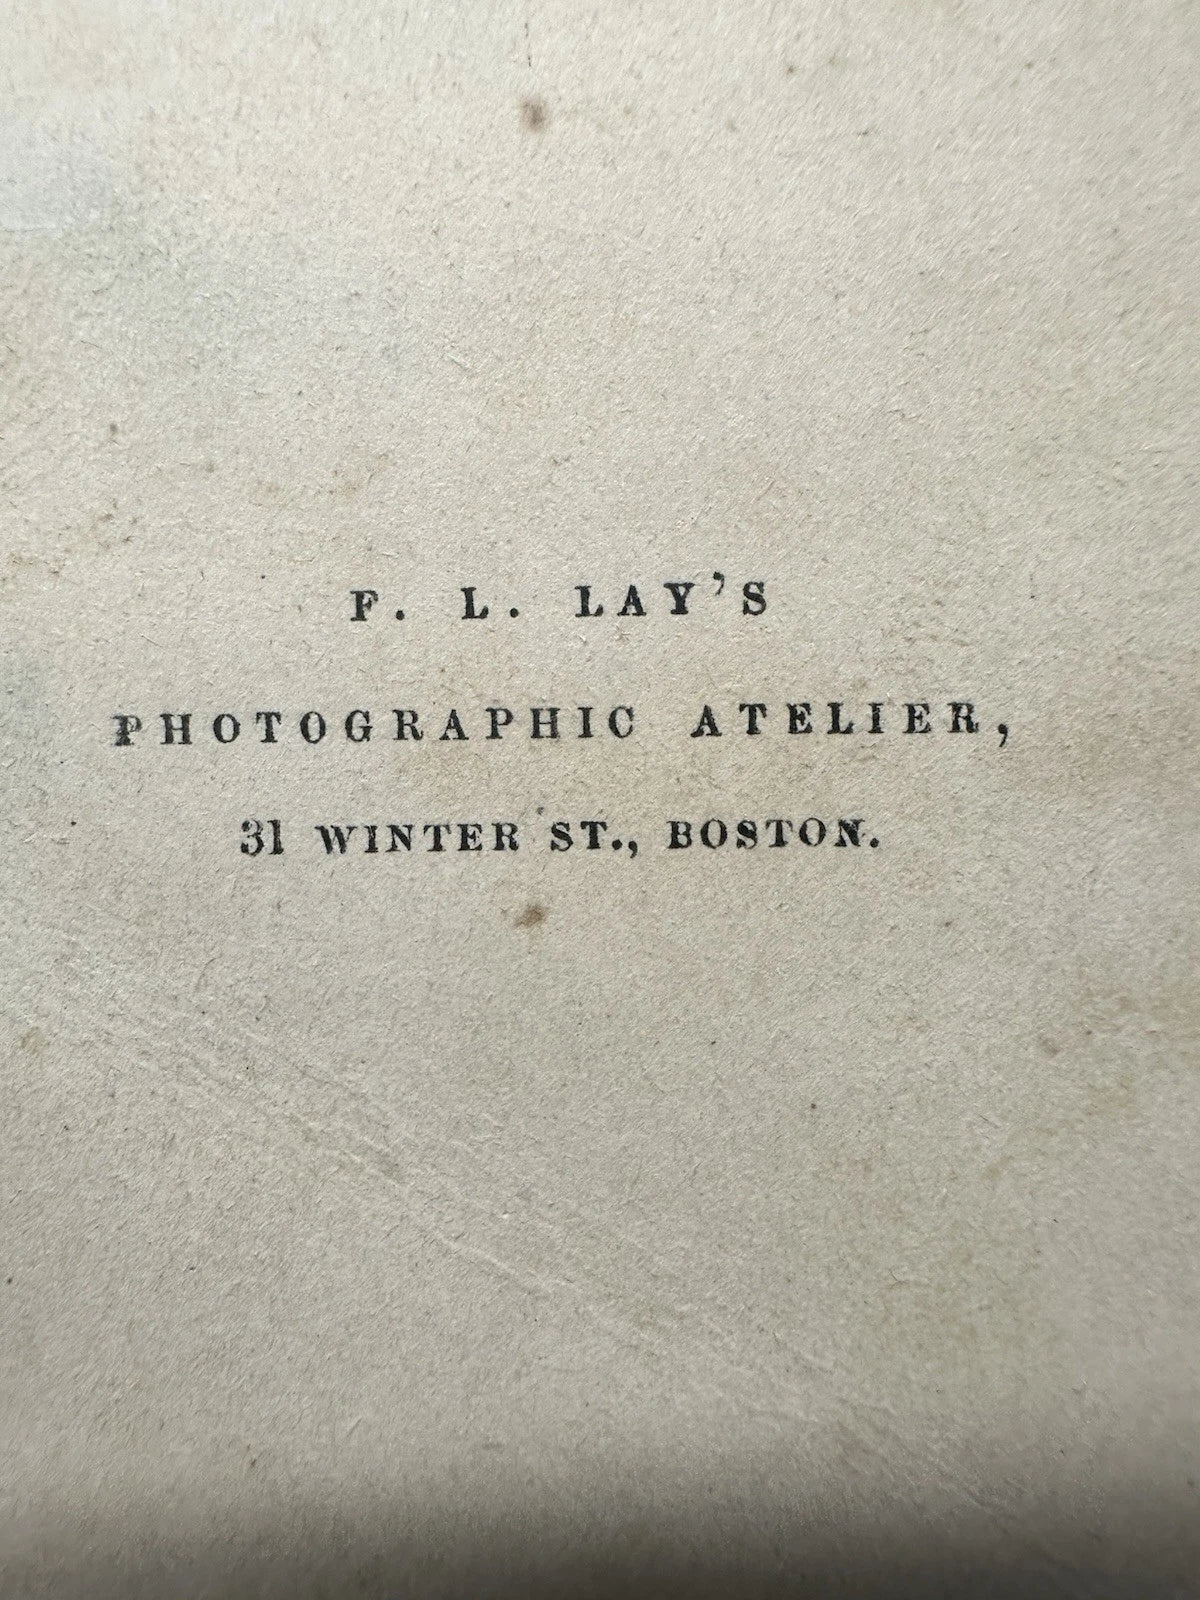 F. L. LAY'S
PHOTOGRAPHIC ATELIER,
31 WINTER ST., BOSTON.